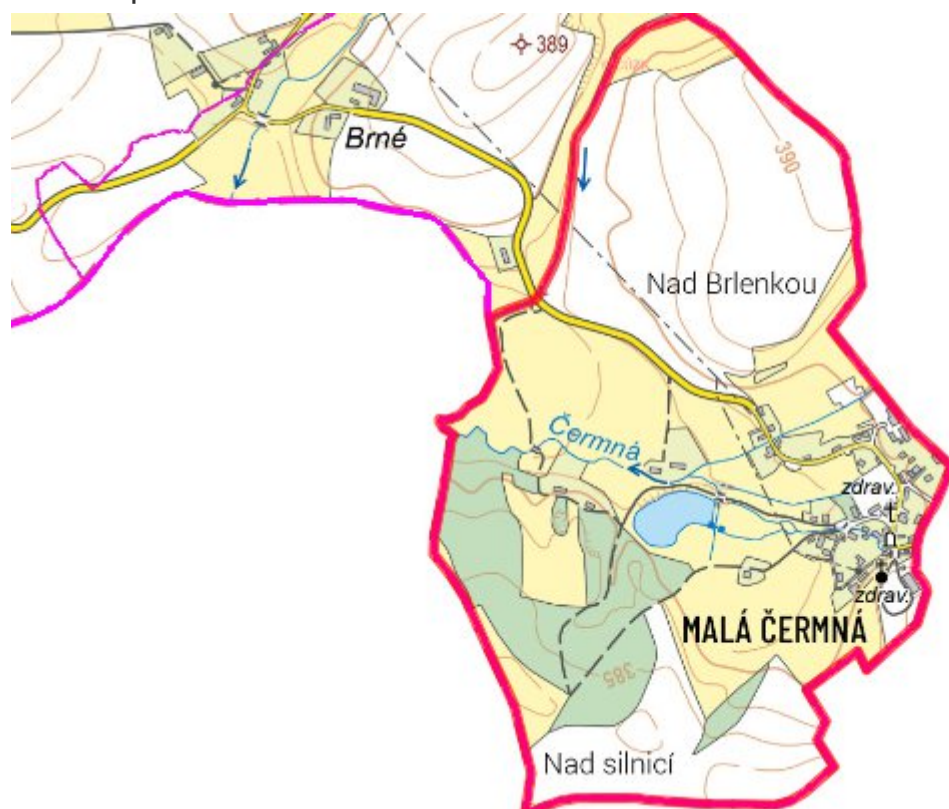 389
Brné
390
Nad Brlenkou
Čermná
zdrav.
t
n
zdrav.
MALÁ ČERMNÁ
385
Nad silnicí